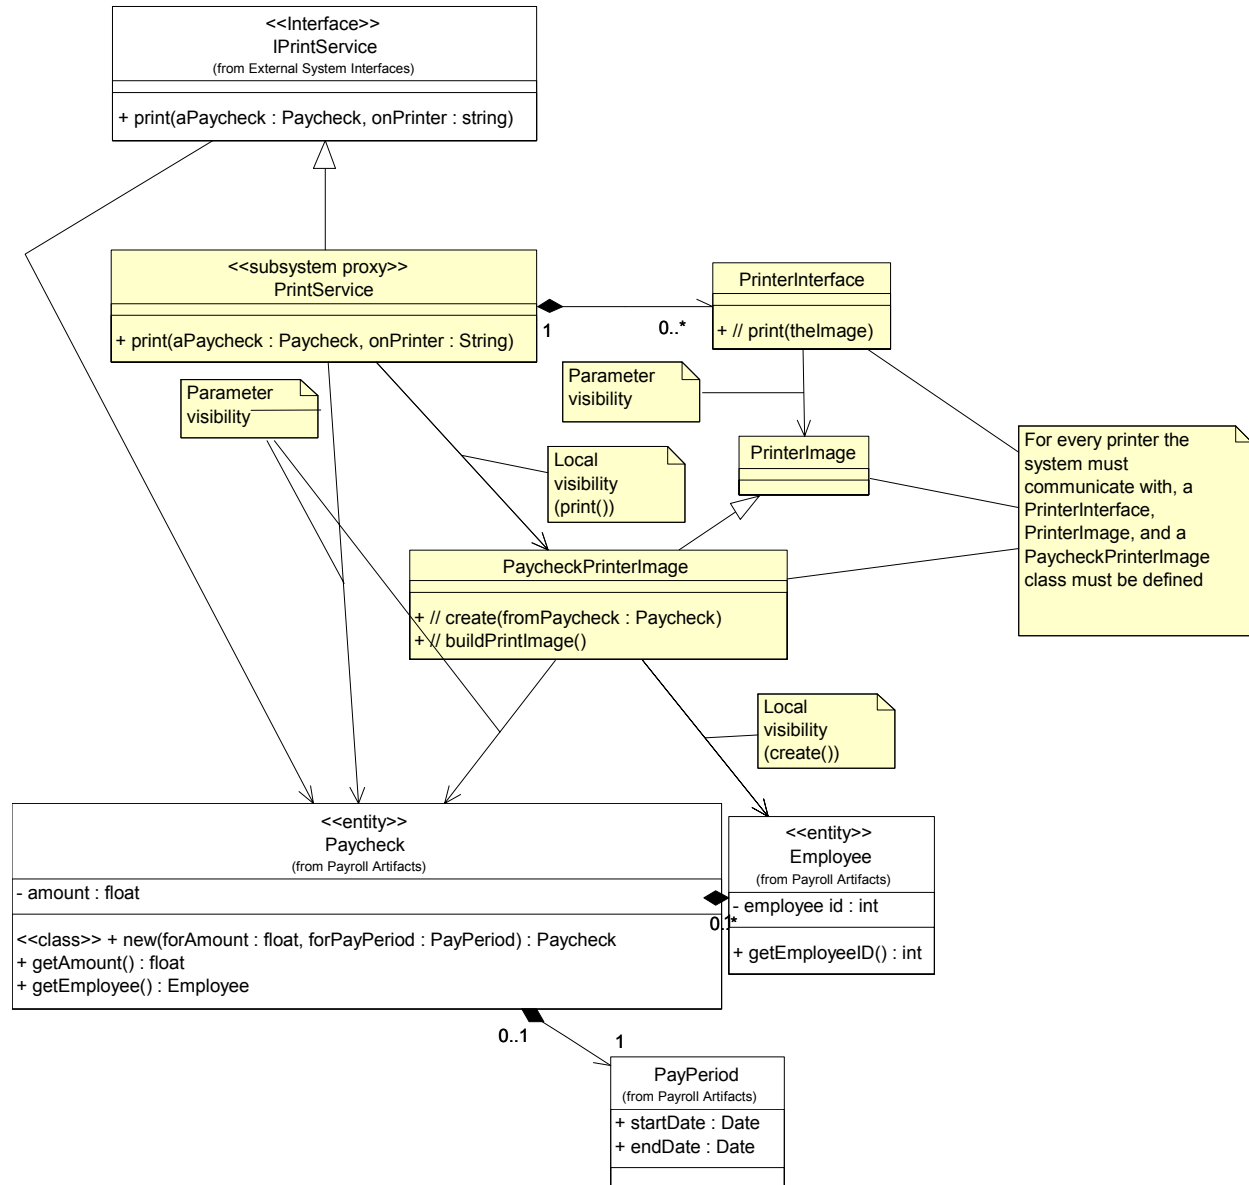 <<Interface>>
IPrintService
(from External System Interfaces)
+ print(aPaycheck : Paycheck, onPrinter : string)
<<subsystem proxy>>
PrintService
+ print(aPaycheck : Paycheck, onPrinter : String)
1
0..*
PrinterInterface
+ // print(theImage)
Parameter
visibility
Parameter
visibility
Local
visibility
(print())
PrinterImage
For every printer the
system must
communicate with, a
PrinterInterface,
PrinterImage, and a
PaycheckPrinterImage
class must be defined
PaycheckPrinterImage
+ // create(fromPaycheck : Paycheck)
+ // buildPrintImage()
Local
visibility
(create())
<<entity>>
Paycheck
(from Payroll Artifacts)
- amount : float
<<class>> + new(forAmount : float, forPayPeriod : PayPeriod) : Paycheck
+ getAmount() : float
+ getEmployee() : Employee
<<entity>>
Employee
(from Payroll Artifacts)
- employee id : int
+ getEmployeeID() : int
0..1
1
PayPeriod
(from Payroll Artifacts)
+ startDate : Date
+ endDate : Date